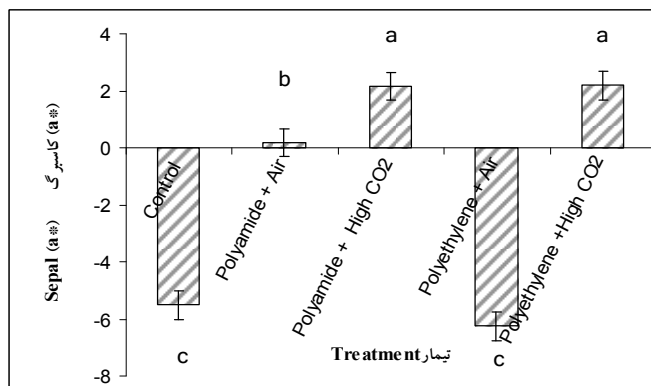 4
2
0
-2
-4
-6
-8
Sepal (a*) کاسبرگ (a*)
a
a
b
c
c
Control
Polyamide + Air
Polyamide + High CO2
Polyethylene + Air
Polyethylene +High CO2
Treatment تیمار